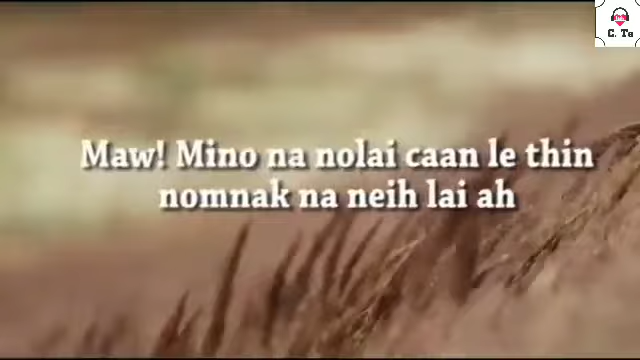 C. Te
Maw! Mino na nolai caan le thin
nomnak na neih lai ah